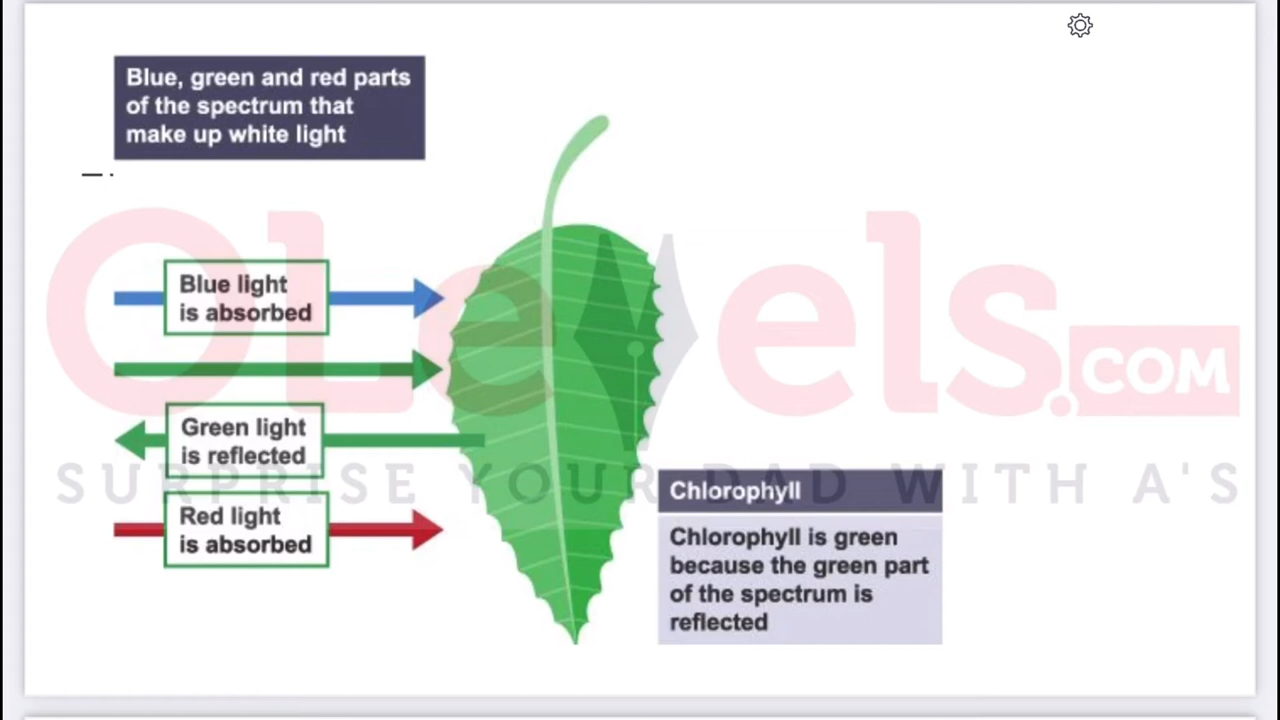 Blue, green and red parts
of the spectrum that
make up white light
Blue light
is absorbed
Green light
is reflected
Red light
is absorbed
Chlorophyll
Chlorophyll is green
because the green part
of the spectrum is
reflected
OLevels
.COM
SURPRISE YOUR DAD WITH A'S